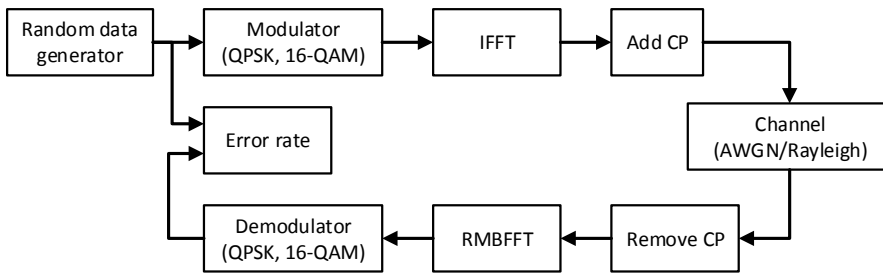 Random data
generator
Modulator
(QPSK, 16-QAM)
IFFT
Add CP
Channel
(AWGN/Rayleigh)
Error rate
Demodulator
(QPSK, 16-QAM)
RMBFFT
Remove CP